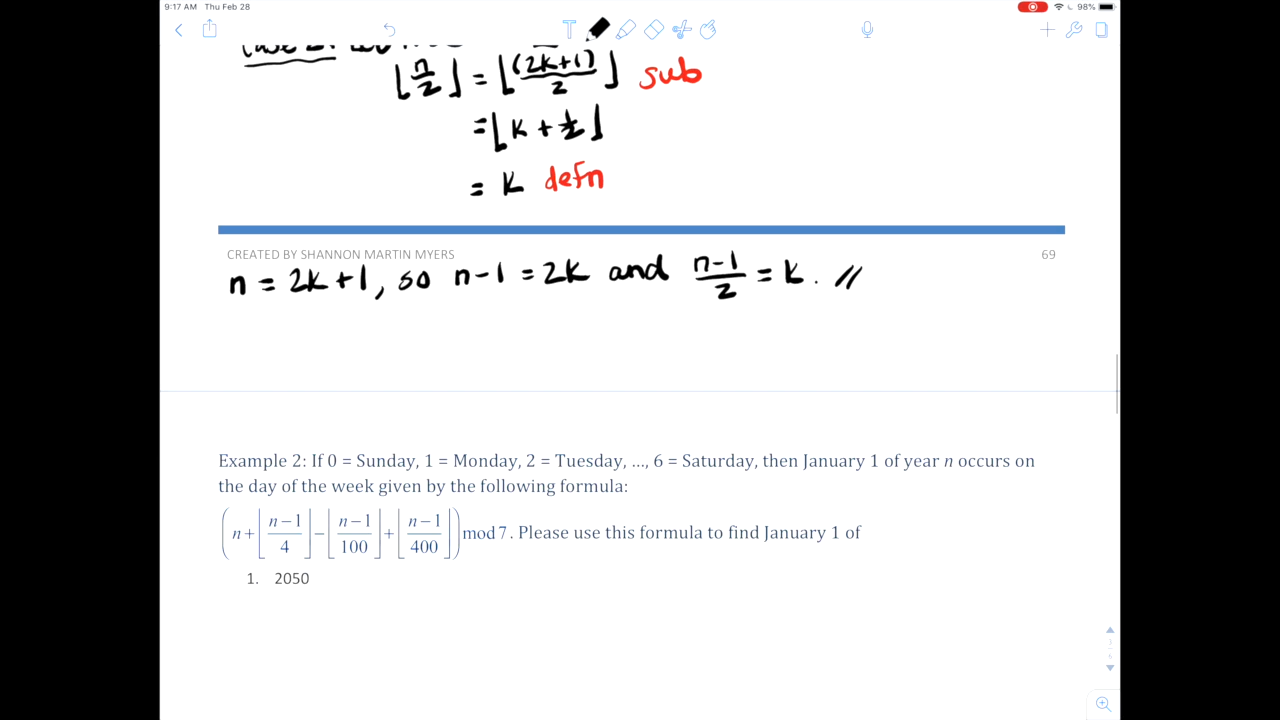 9:17 AM Thu Feb 28
98%
⌊n/2⌋ = ⌊(2k+1)/2⌋ sub
= ⌊k + 1/2⌋
= k defn
CREATED BY SHANNON MARTIN MYERS 69
n = 2k+1, so n-1 = 2k and n-1/2 = k. //
Example 2: If 0 = Sunday, 1 = Monday, 2 = Tuesday, ..., 6 = Saturday, then January 1 of year n occurs on
the day of the week given by the following formula:
(n + ⌊n-1/4⌋ - ⌊n-1/100⌋ + ⌊n-1/400⌋) mod 7. Please use this formula to find January 1 of
1. 2050